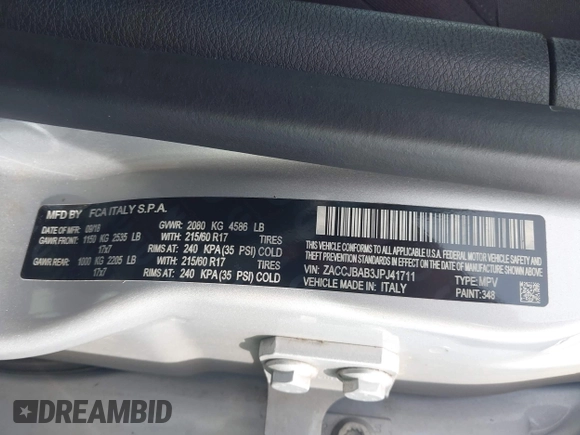 MFD BY FCA ITALY S.P.A.
DATE OF MFR: 09/18 GVWR: 2080 KG 4586 LB
GAWR FRONT: 1150 KG 2535 LB WITH: 215/60 R17 TIRES
17x7 RIMS AT: 240 KPA (35 PSI) COLD
GAWR REAR: 1000 KG 2205 LB WITH: 215/60 R17 TIRES
17x7 RIMS AT: 240 KPA (35 PSI) COLD
THIS VEHICLE CONFORMS TO ALL APPLICABLE U.S.A. FEDERAL MOTOR VEHICLE SAFETY, BUMPER
AND THEFT PREVENTION STANDARDS IN EFFECT ON THE DATE OF MANUFACTURE SHOWN ABOVE.
VIN: ZACCJBAB3JPJ41711 TYPE: MPV
VEHICLE MADE IN: ITALY PAINT: 348
DREAMBID